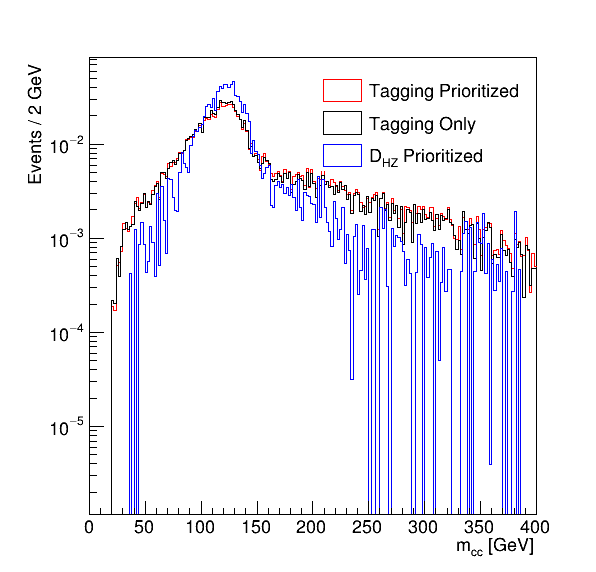 Events / 2 GeV
Tagging Prioritized
Tagging Only
D_HZ Prioritized
10^−2
10^−3
10^−4
10^−5
0 50 100 150 200 250 300 350 400
m_cc [GeV]